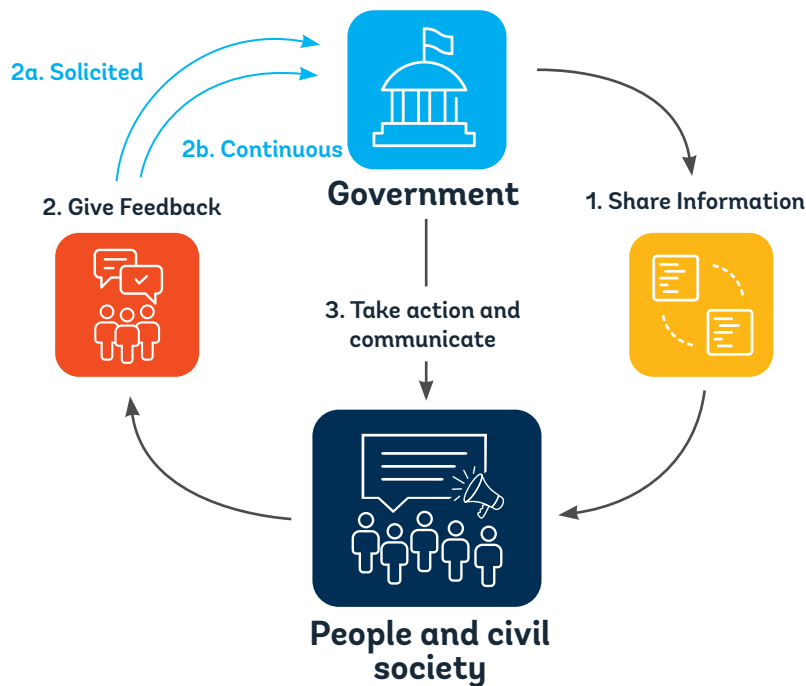 2a. Solicited
2b. Continuous
Government
2. Give Feedback
1. Share Information
3. Take action and
communicate
People and civil
society